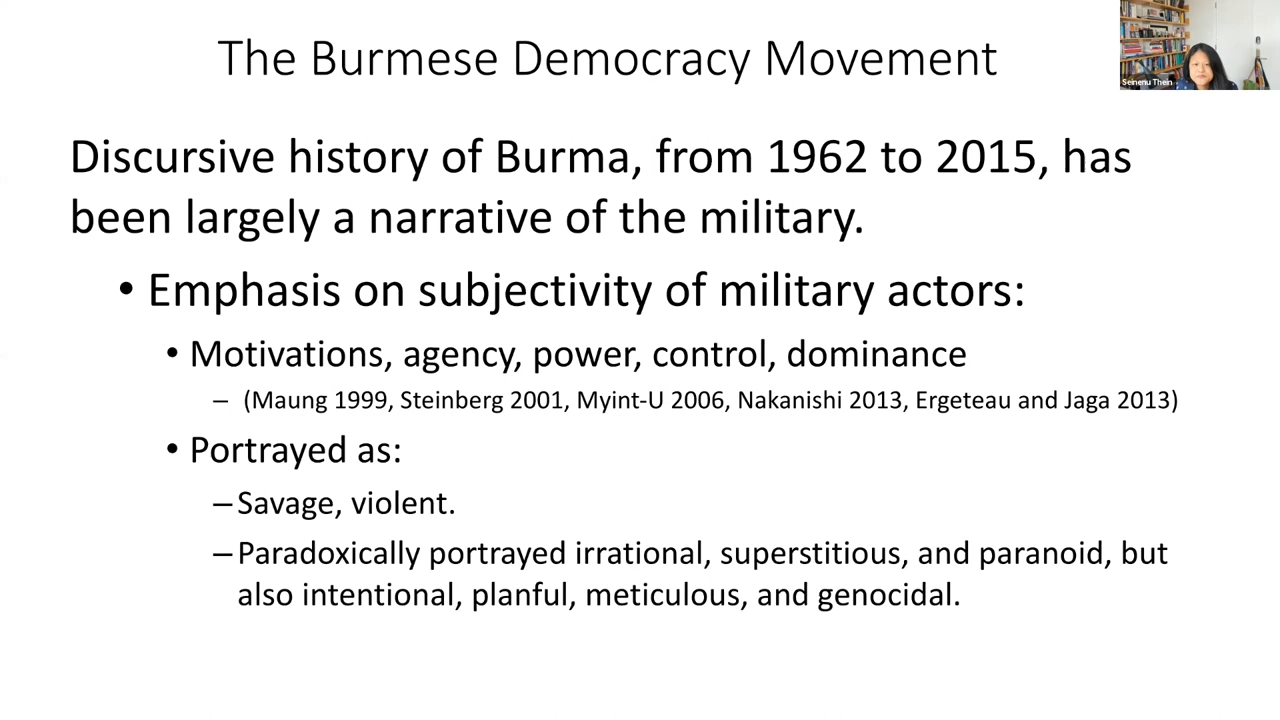 The Burmese Democracy Movement
Seinenu Thein
Discursive history of Burma, from 1962 to 2015, has
been largely a narrative of the military.
• Emphasis on subjectivity of military actors:
• Motivations, agency, power, control, dominance
– (Maung 1999, Steinberg 2001, Myint-U 2006, Nakanishi 2013, Ergeteau and Jaga 2013)
• Portrayed as:
– Savage, violent.
– Paradoxically portrayed irrational, superstitious, and paranoid, but
also intentional, planful, meticulous, and genocidal.